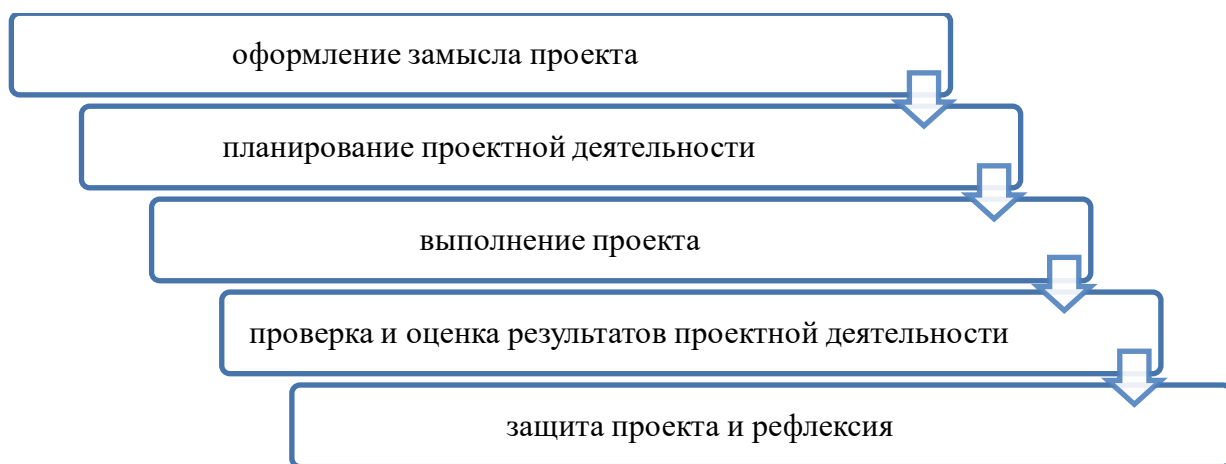 оформление замысла проекта
планирование проектной деятельности
выполнение проекта
проверка и оценка результатов проектной деятельности
защита проекта и рефлексия